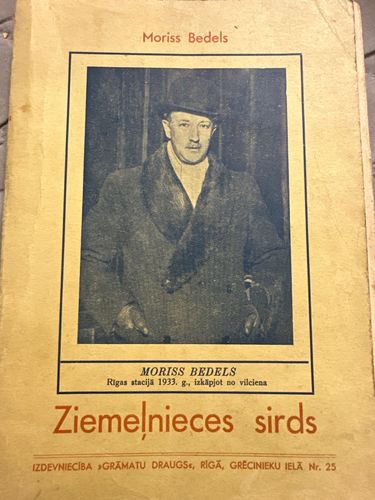 Moriss Bedels
MORISS BEDELS
Rīgas stacijā 1933. g., izkāpjot no vilciena
Ziemeļnieces sirds
IZDEVNIECĪBA »GRĀMATU DRAUGS«, RĪGĀ, GRĒCINIEKU IELĀ Nr. 25